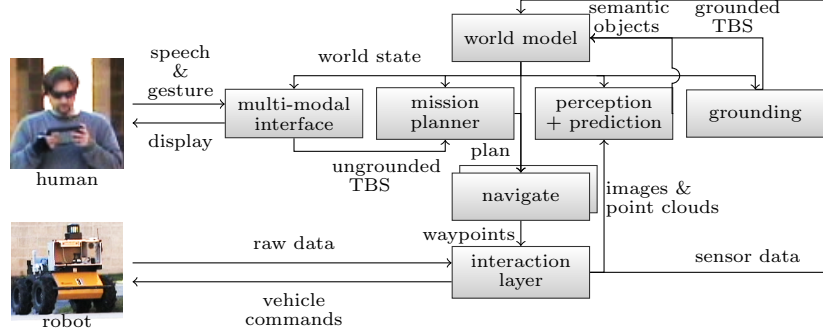 semantic
objects
grounded
TBS
world model
speech
&
gesture
world state
multi-modal
interface
mission
planner
perception
+ prediction
grounding
display
ungrounded
TBS
plan
human
navigate
images &
point clouds
waypoints
raw data
interaction
layer
sensor data
vehicle
commands
robot